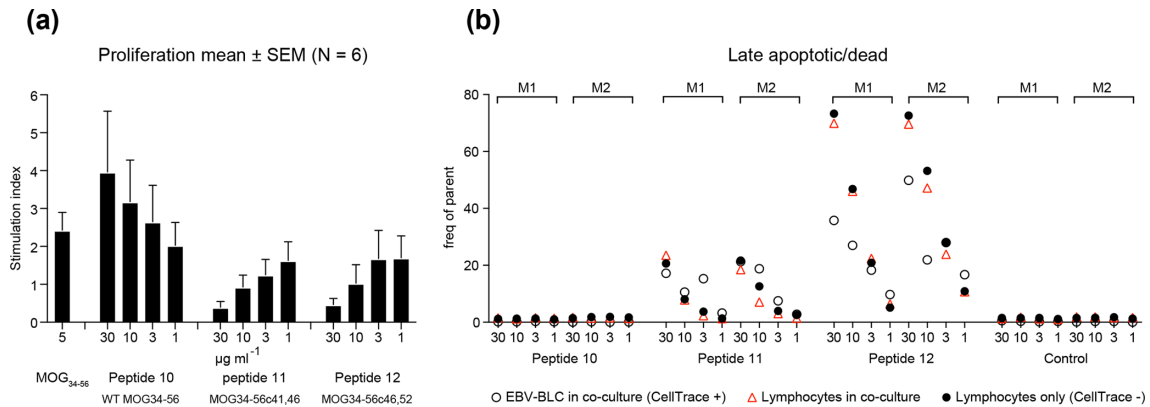 (a)
Proliferation mean ± SEM (N = 6)
Stimulation index
6
5
4
3
2
1
0
5 30 10 3 1 30 10 3 1 30 10 3 1
µg ml-1
MOG34-56 Peptide 10 peptide 11 Peptide 12
WT MOG34-56 MOG34-56c41,46 MOG34-56c46,52
(b)
Late apoptotic/dead
M1 M2 M1 M2 M1 M2 M1 M2
freq of parent
80
60
40
20
0
30 10 3 1 30 10 3 1 30 10 3 1 30 10 3 1 30 10 3 1 30 10 3 1 30 10 3 1 30 10 3 1
Peptide 10 Peptide 11 Peptide 12 Control
EBV-BLC in co-culture (CellTrace +) Lymphocytes in co-culture Lymphocytes only (CellTrace -)